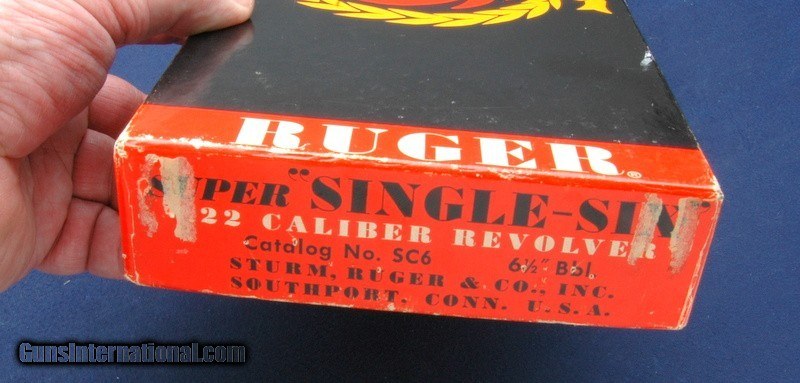 RUGER®
SUPER "SINGLE-SIX"
22 CALIBER REVOLVER
Catalog No. SC6 6½" Bbl.
STURM, RUGER & CO., INC.
SOUTHPORT, CONN. U.S.A.
GunsInternational.com